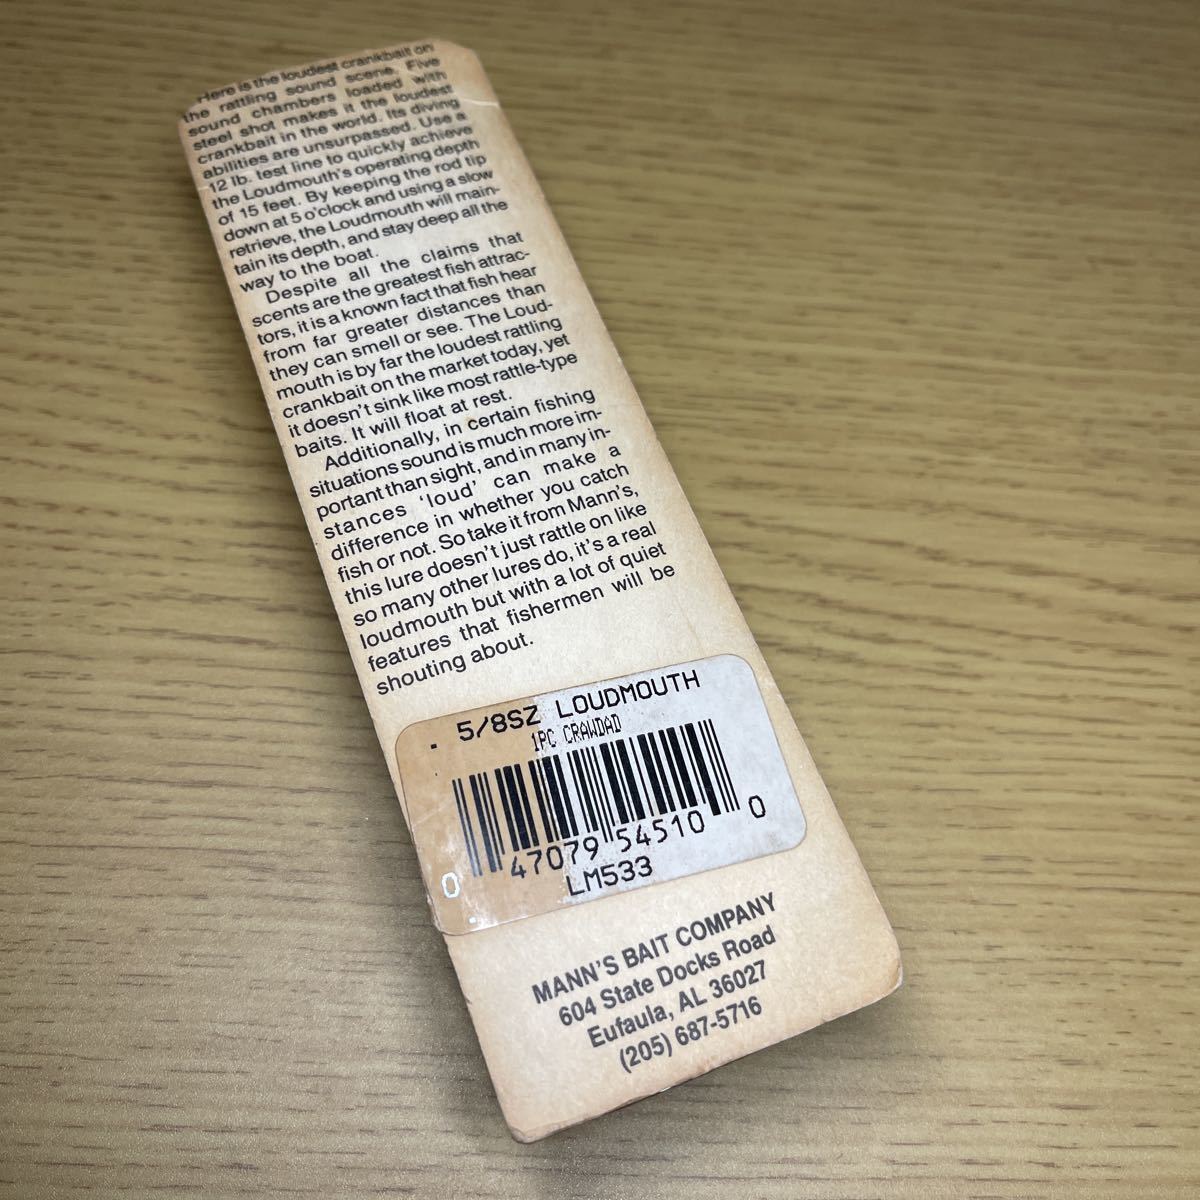 Here is the loudest crankbait on
the rattling sound scene. Five
sound chambers loaded with
steel shot makes it the loudest
crankbait in the world. Its diving
abilities are unsurpassed. Use a
12 lb. test line to quickly achieve
the Loudmouth's operating depth
of 15 feet. By keeping the rod tip
down at 5 o'clock and using a slow
retrieve, the Loudmouth will main-
tain its depth, and stay deep all the
way to the boat.
Despite all the claims that
scents are the greatest fish attrac-
tors, it is a known fact that fish hear
from far greater distances than
they can smell or see. The Loud-
mouth is by far the loudest rattling
crankbait on the market today, yet
it doesn't sink like most rattle-type
baits. It will float at rest.
Additionally, in certain fishing
situations sound is much more im-
portant than sight, and in many in-
stances 'loud' can make a
difference in whether you catch
fish or not. So take it from Mann's,
this lure doesn't just rattle on like
so many other lures do, it's a real
loudmouth but with a lot of quiet
features that fishermen will be
shouting about.
. 5/8SZ LOUDMOUTH
1PC CRAWDAD
0 47079 54510 0
LM533
MANN'S BAIT COMPANY
604 State Docks Road
Eufaula, AL 36027
(205) 687-5716